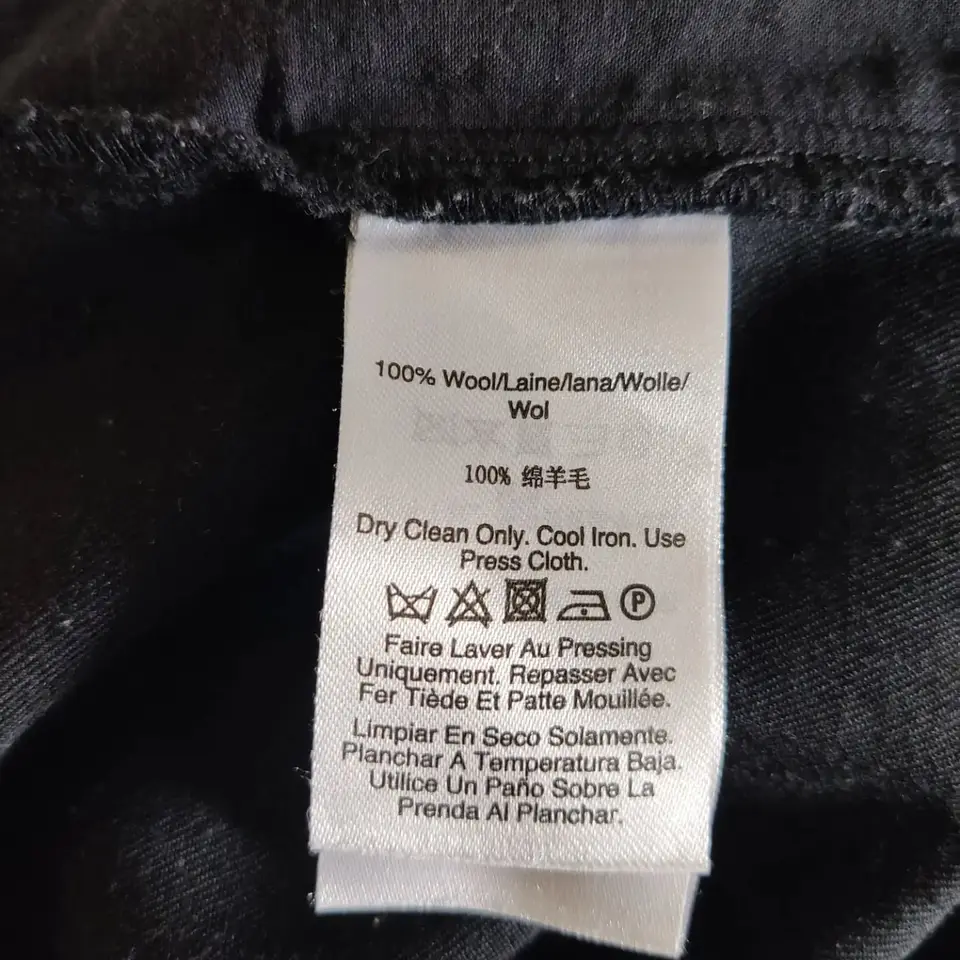 100% Wool/Laine/lana/Wolle/
Wol
100% 绵羊毛
Dry Clean Only. Cool Iron. Use
Press Cloth.
P
Faire Laver Au Pressing
Uniquement. Repasser Avec
Fer Tiède Et Patte Mouillée.
Limpiar En Seco Solamente.
Planchar A Temperatura Baja.
Utilice Un Paño Sobre La
Prenda Al Planchar.